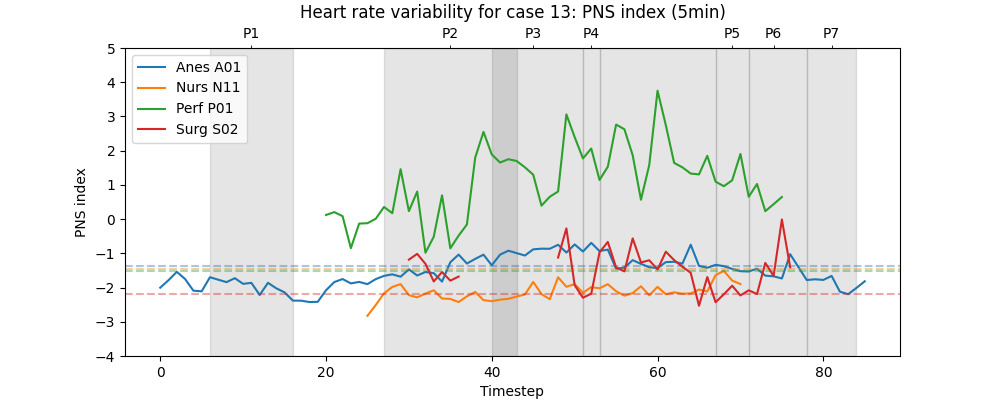 Heart rate variability for case 13: PNS index (5min)
P1 P2 P3 P4 P5 P6 P7
Anes A01
Nurs N11
Perf P01
Surg S02
5
4
3
2
1
0
−1
−2
−3
−4
PNS index
0 20 40 60 80
Timestep